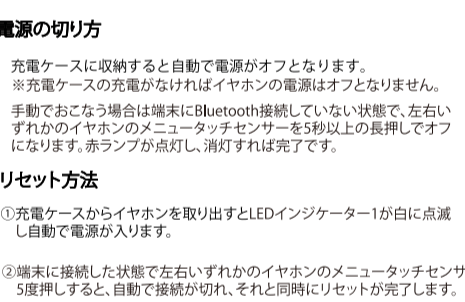 電源の切り方
充電ケースに収納すると自動で電源がオフとなります。
※充電ケースの充電がなければイヤホンの電源はオフとなりません。
手動でおこなう場合は端末にBluetooth接続していない状態で、左右い
ずれかのイヤホンのメニュータッチセンサーを5秒以上の長押しでオフ
になります。赤ランプが点灯し、消灯すれば完了です。
リセット方法
①充電ケースからイヤホンを取り出すとLEDインジケーター1が白に点滅
し自動で電源が入ります。
②端末に接続した状態で左右いずれかのイヤホンのメニュータッチセンサ
5度押しすると、自動で接続が切れ、それと同時にリセットが完了します。